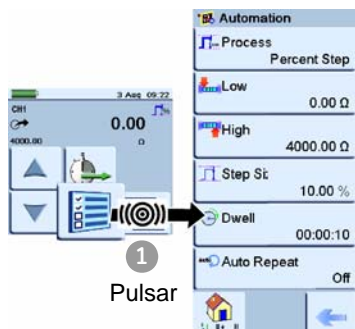 3 Aug 09:22
CH1
0.00
4000.00 Ω
1
Pulsar
Automation
Process
Percent Step
Low
0.00 Ω
High
4000.00 Ω
Step Si
10.00 %
Dwell
00:00:10
Auto Repeat
Off